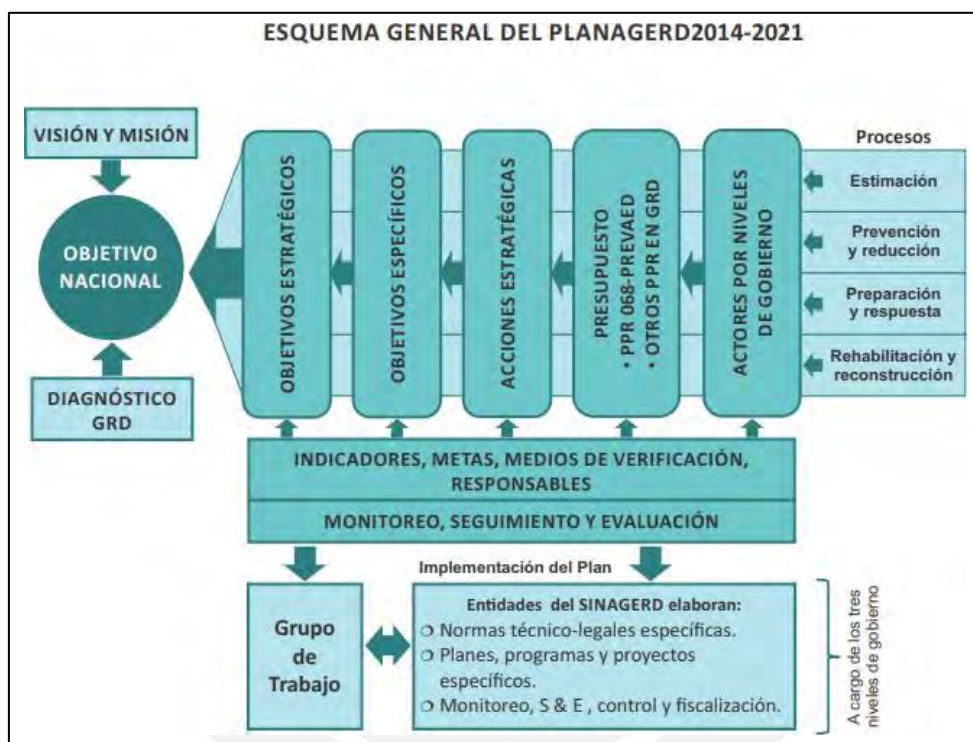 ESQUEMA GENERAL DEL PLANAGERD2014-2021
VISIÓN Y MISIÓN
OBJETIVO
NACIONAL
DIAGNÓSTICO
GRD
OBJETIVOS ESTRATÉGICOS
OBJETIVOS ESPECÍFICOS
ACCIONES ESTRATÉGICAS
PRESUPUESTO
• PPR 068-PREVAED
• OTROS PPR EN GRD
ACTORES POR NIVELES
DE GOBIERNO
Procesos
Estimación
Prevención
y reducción
Preparación
y respuesta
Rehabilitación y
reconstrucción
INDICADORES, METAS, MEDIOS DE VERIFICACIÓN,
RESPONSABLES
MONITOREO, SEGUIMIENTO Y EVALUACIÓN
Implementación del Plan
Grupo
de
Trabajo
Entidades del SINAGERD elaboran:
❍ Normas técnico-legales específicas.
❍ Planes, programas y proyectos
específicos.
❍ Monitoreo, S & E , control y fiscalización.
A cargo de los tres
niveles de gobierno